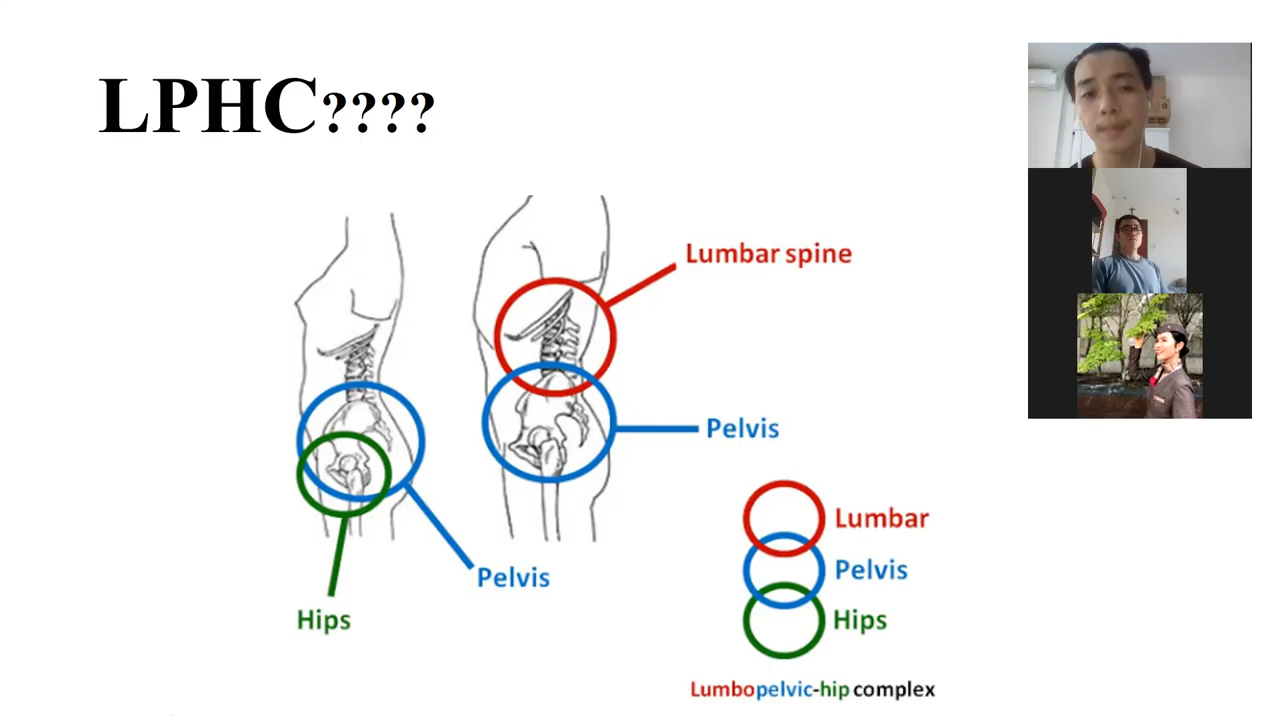 LPHC????
Lumbar spine
Pelvis
Pelvis
Hips
Lumbar
Pelvis
Hips
Lumbopelvic-hip complex